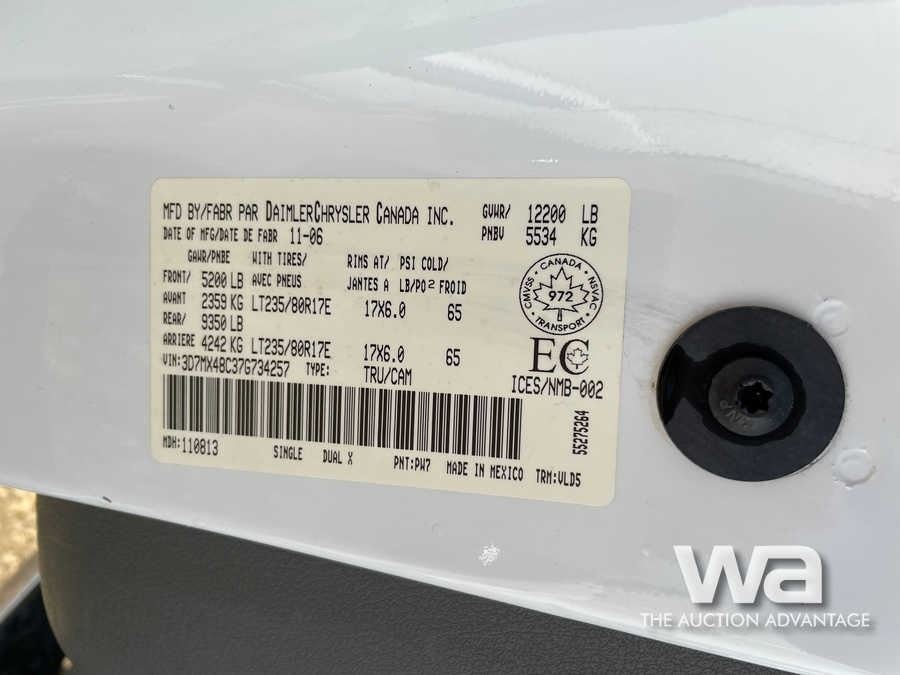 MFD BY/FABR PAR DAIMLERCHRYSLER CANADA INC.
GVWR/ 12200 LB
PNBV 5534 KG
DATE OF MFG/DATE DE FABR 11-06
GAWR/PNBE WITH TIRES/ RIMS AT/ PSI COLD/
FRONT/ 5200 LB AVEC PNEUS JANTES A LB/PO² FROID
AVANT 2359 KG LT235/80R17E 17X6.0 65
REAR/ 9350 LB
ARRIERE 4242 KG LT235/80R17E 17X6.0 65
CANADA
CMVSS 972 NSVAC
TRANSPORT
EC
ICES/NMB-002
VIN:3D7MX48C37G734257 TYPE: TRU/CAM
55275264
MDH:110813 SINGLE DUAL X PNT:PW7 MADE IN MEXICO TRM:VLD5
wa
THE AUCTION ADVANTAGE